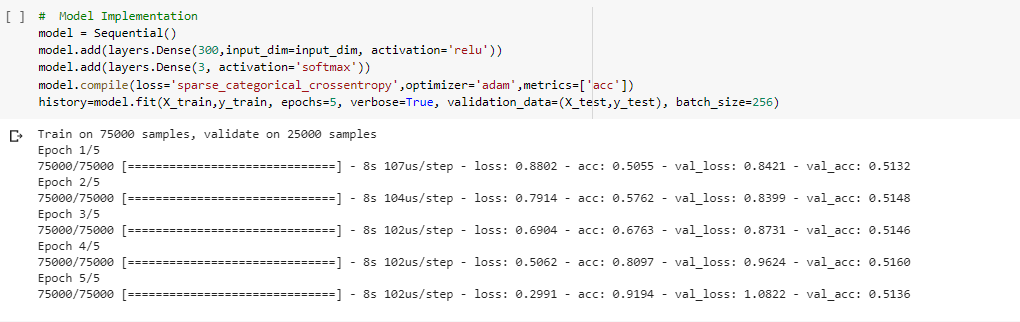 [ ] #  Model Implementation
model = Sequential()
model.add(layers.Dense(300,input_dim=input_dim, activation='relu'))
model.add(layers.Dense(3, activation='softmax'))
model.compile(loss='sparse_categorical_crossentropy',optimizer='adam',metrics=['acc'])
history=model.fit(X_train,y_train, epochs=5, verbose=True, validation_data=(X_test,y_test), batch_size=256)
Train on 75000 samples, validate on 25000 samples
Epoch 1/5
75000/75000 [==============================] - 8s 107us/step - loss: 0.8802 - acc: 0.5055 - val_loss: 0.8421 - val_acc: 0.5132
Epoch 2/5
75000/75000 [==============================] - 8s 104us/step - loss: 0.7914 - acc: 0.5762 - val_loss: 0.8399 - val_acc: 0.5148
Epoch 3/5
75000/75000 [==============================] - 8s 102us/step - loss: 0.6904 - acc: 0.6763 - val_loss: 0.8731 - val_acc: 0.5146
Epoch 4/5
75000/75000 [==============================] - 8s 102us/step - loss: 0.5062 - acc: 0.8097 - val_loss: 0.9624 - val_acc: 0.5160
Epoch 5/5
75000/75000 [==============================] - 8s 102us/step - loss: 0.2991 - acc: 0.9194 - val_loss: 1.0822 - val_acc: 0.5136